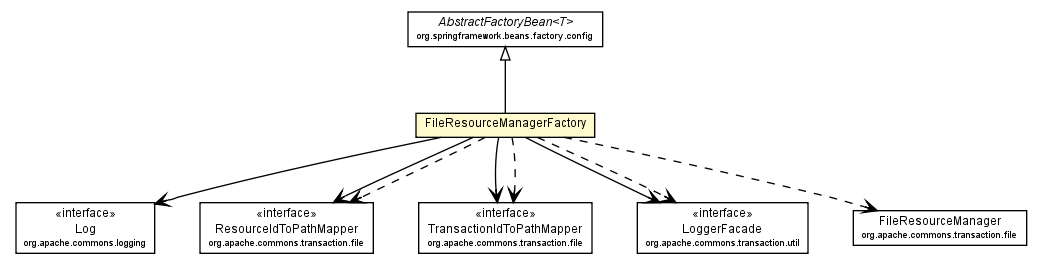 AbstractFactoryBean<T>
org.springframework.beans.factory.config
FileResourceManagerFactory
«interface»
Log
org.apache.commons.logging
«interface»
ResourceIdToPathMapper
org.apache.commons.transaction.file
«interface»
TransactionIdToPathMapper
org.apache.commons.transaction.file
«interface»
LoggerFacade
org.apache.commons.transaction.util
FileResourceManager
org.apache.commons.transaction.file